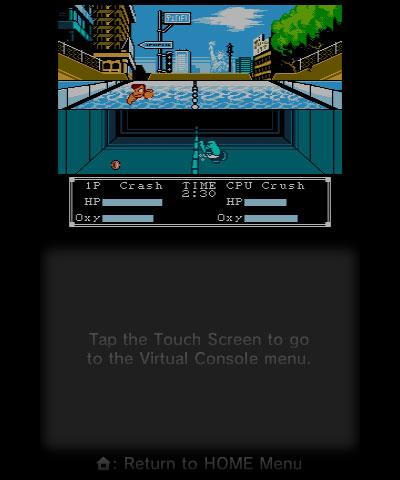 1P Crash TIME CPU Crush
2:30
HP HP
Oxy Oxy
Tap the Touch Screen to go
to the Virtual Console menu.
: Return to HOME Menu